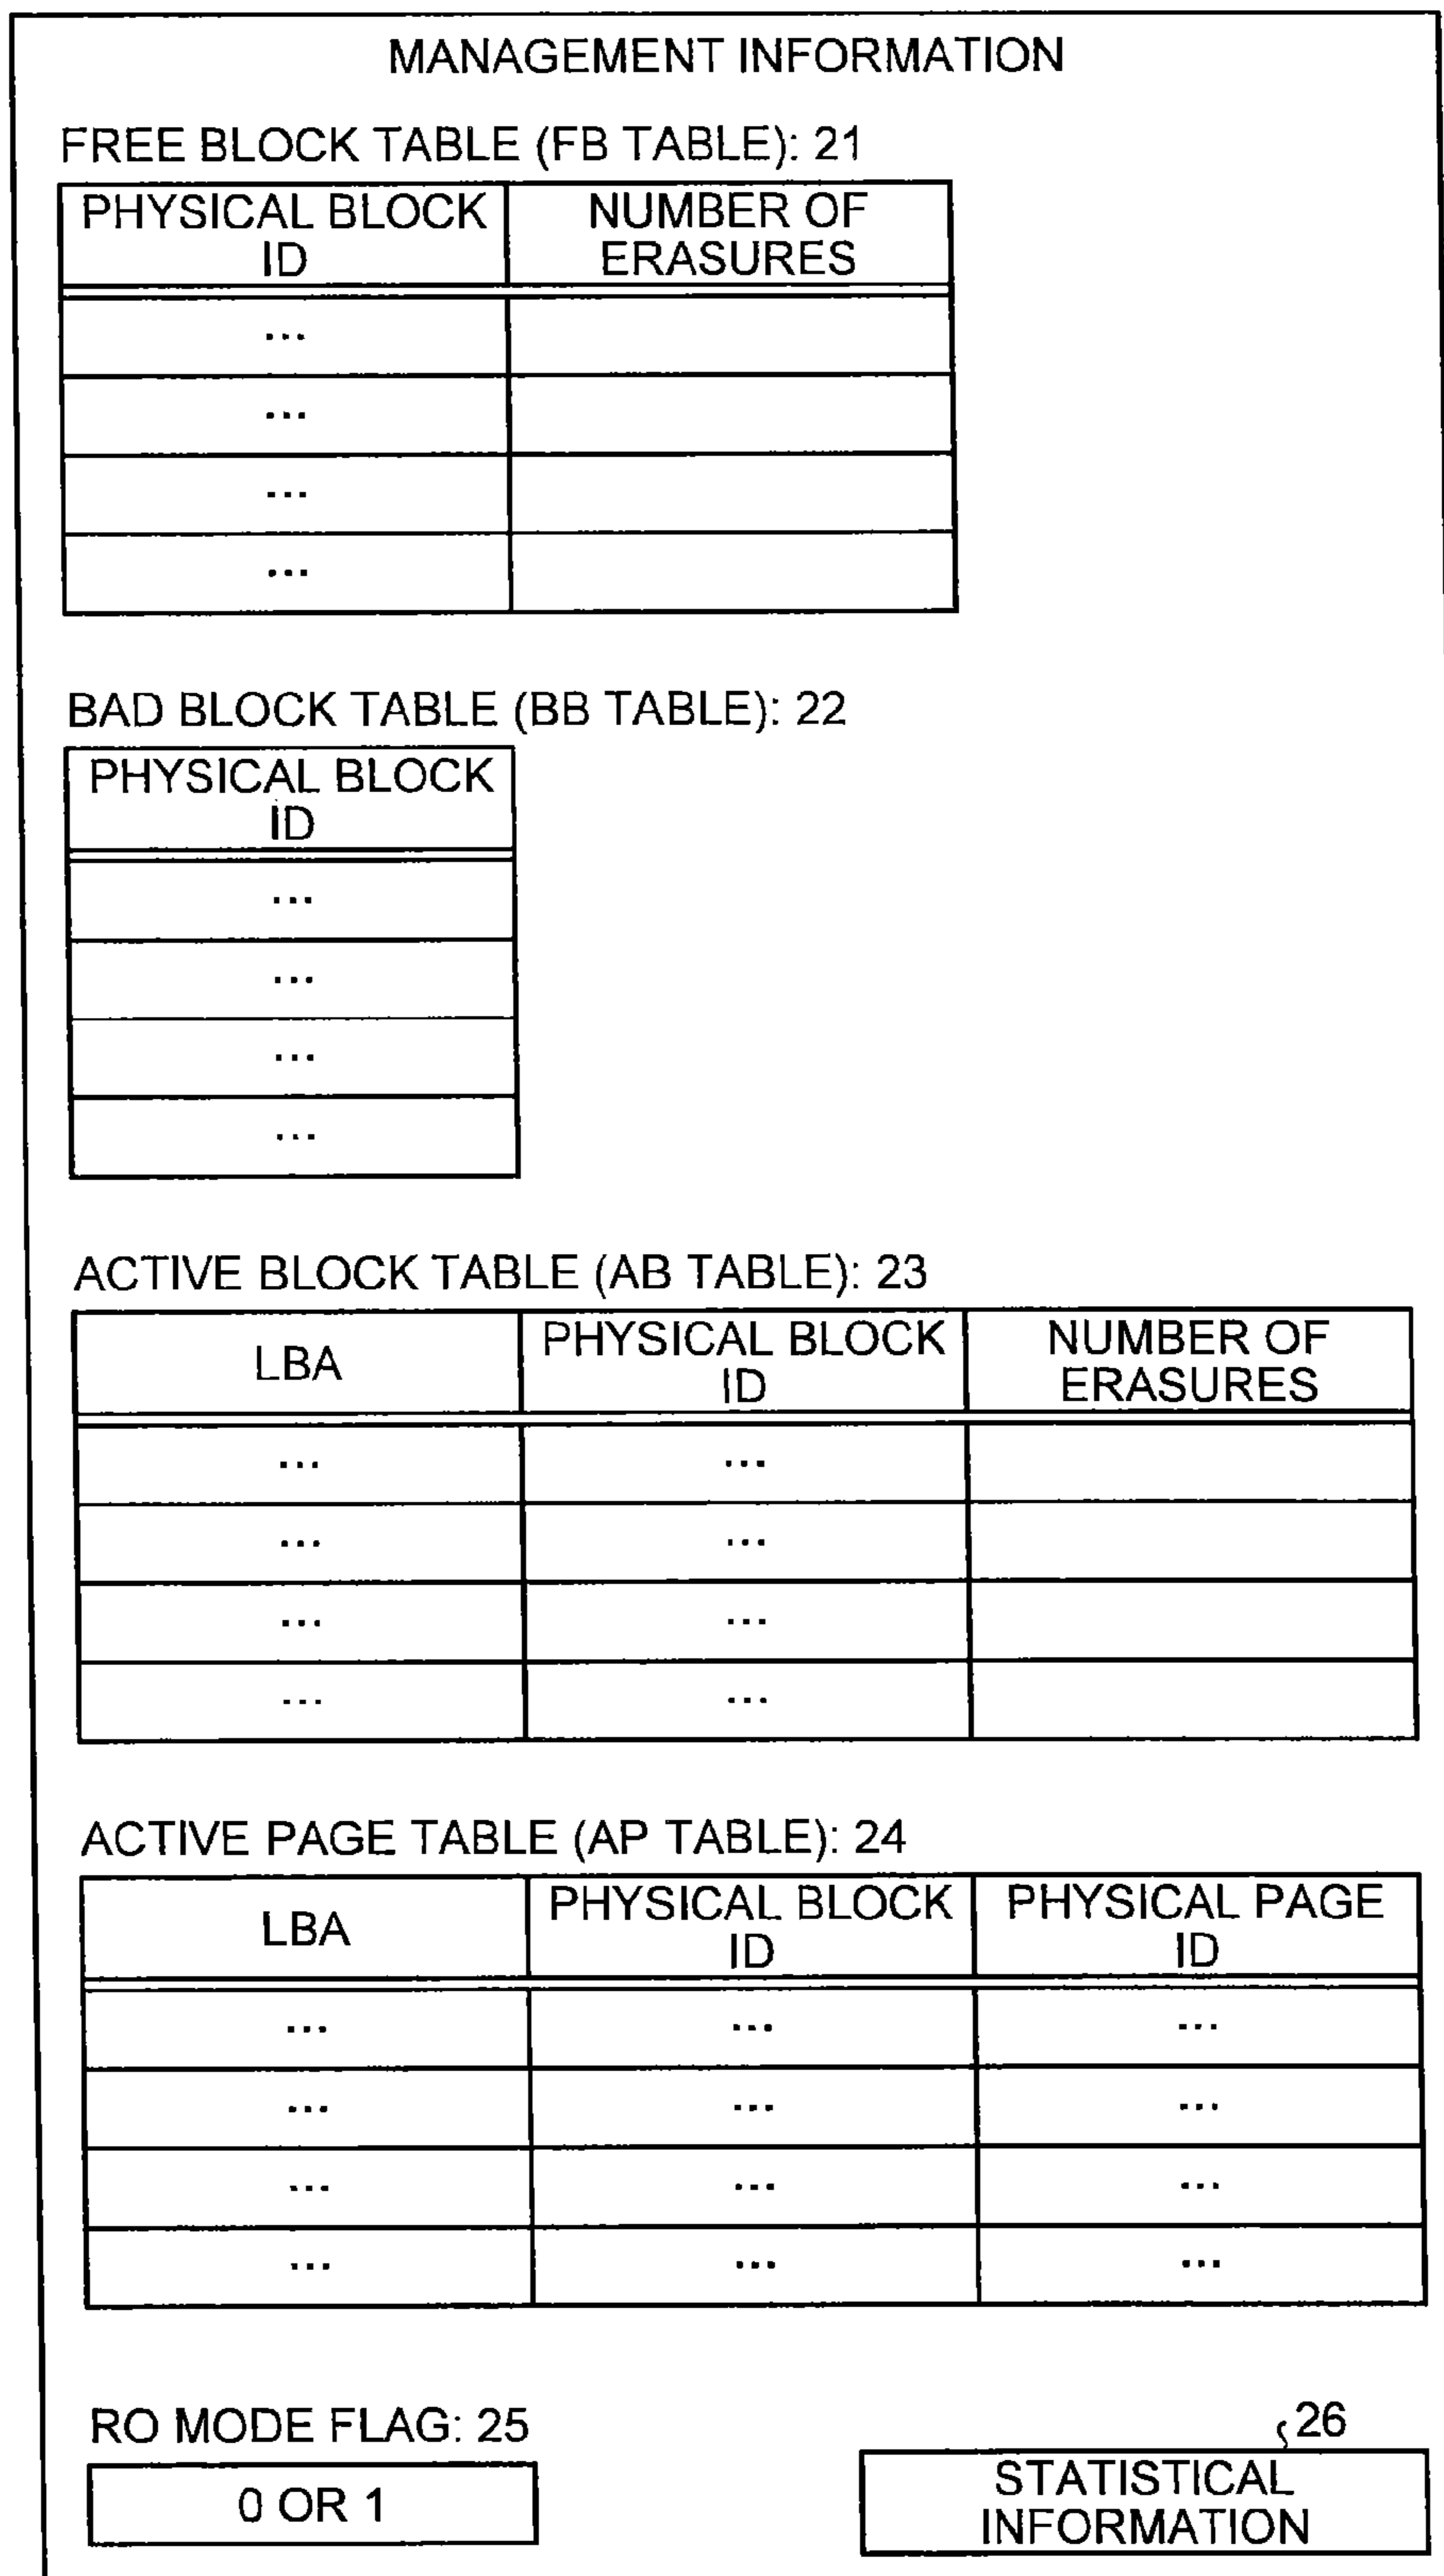 MANAGEMENT INFORMATION
FREE BLOCK TABLE (FB TABLE): 21
PHYSICAL BLOCK ID NUMBER OF ERASURES
...
...
...
...
BAD BLOCK TABLE (BB TABLE): 22
PHYSICAL BLOCK ID
...
...
...
...
ACTIVE BLOCK TABLE (AB TABLE): 23
LBA PHYSICAL BLOCK ID NUMBER OF ERASURES
... ...
... ...
... ...
... ...
ACTIVE PAGE TABLE (AP TABLE): 24
LBA PHYSICAL BLOCK ID PHYSICAL PAGE ID
... ... ...
... ... ...
... ... ...
... ... ...
RO MODE FLAG: 25
0 OR 1
26
STATISTICAL
INFORMATION